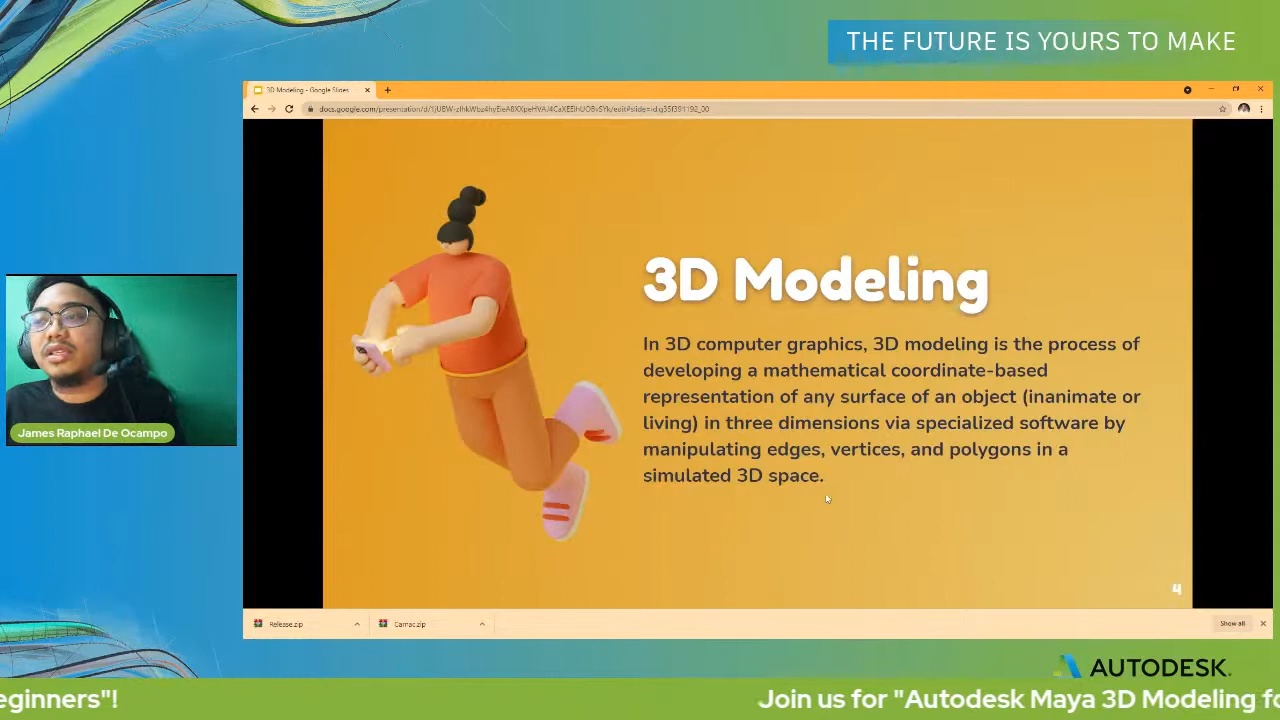 THE FUTURE IS YOURS TO MAKE
3D Modeling - Google Slides
3D Modeling
In 3D computer graphics, 3D modeling is the process of
developing a mathematical coordinate-based
representation of any surface of an object (inanimate or
living) in three dimensions via specialized software by
manipulating edges, vertices, and polygons in a
simulated 3D space.
James Raphael De Ocampo
4
Release.zip
Carnac.zip
Show all
AUTODESK.
eginners"!
Join us for "Autodesk Maya 3D Modeling fo